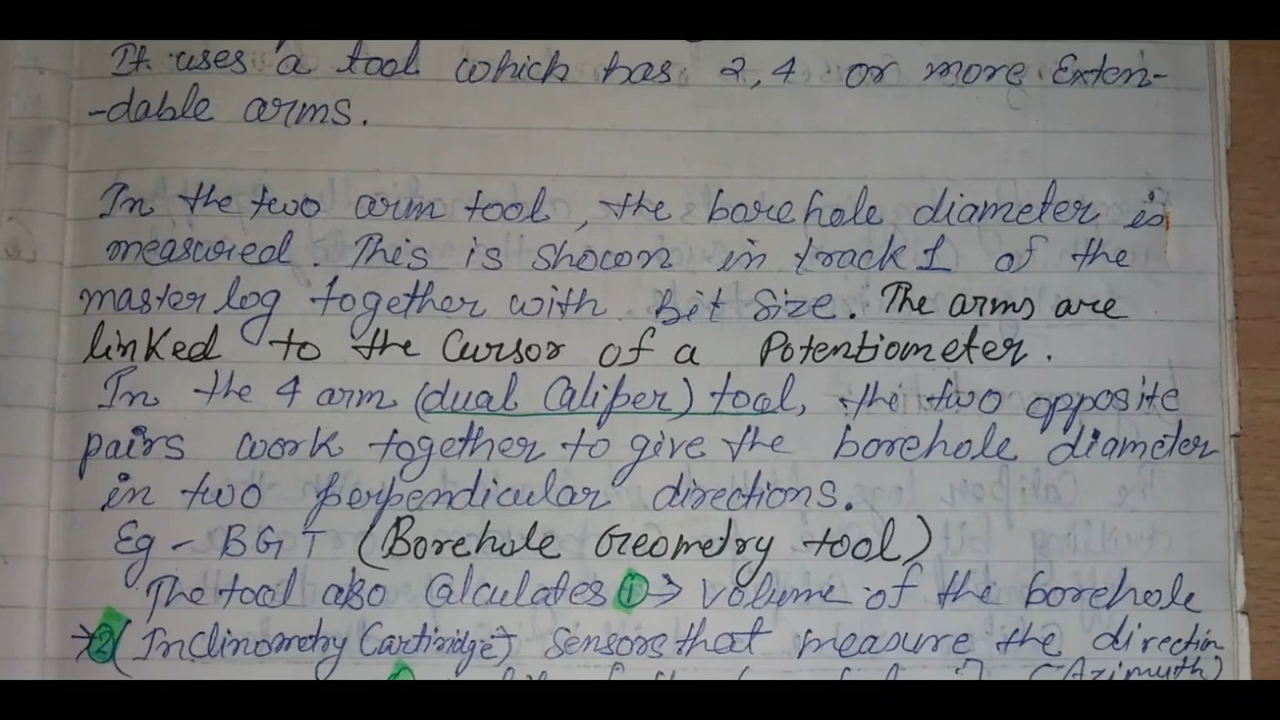 It uses a tool which has 2, 4 or more Exten-
-dable arms.
In the two arm tool, the borehole diameter is
measured. This is shown in track 1 of the
master log together with Bit Size. The arms are
linked to the Cursor of a Potentiometer.
In the 4 arm (dual Caliper) tool, the two opposite
pairs work together to give the borehole diameter
in two perpendicular directions.
Eg - BGT (Borehole Geometry tool)
The tool also Calculates ① → volume of the borehole
→ ② (Inclinometry Cartiridge) Sensors that measure the direction
(Azimuth)